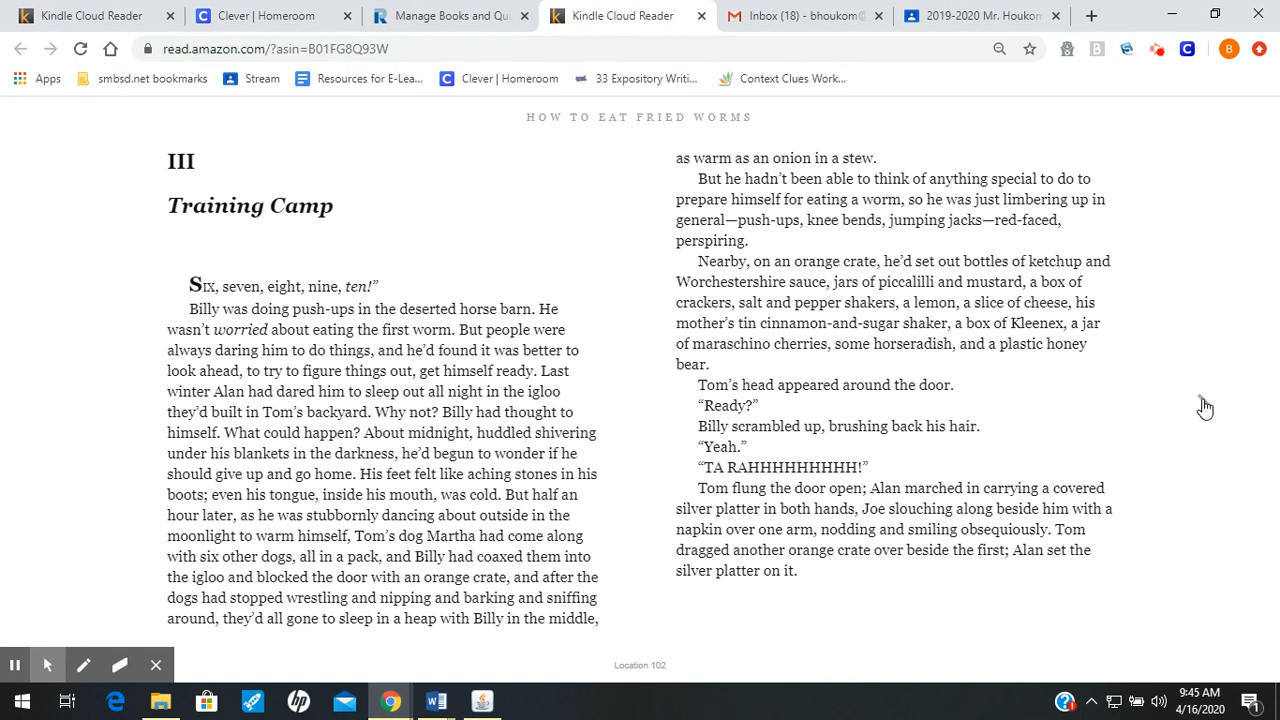 Kindle Cloud Reader
Clever | Homeroom
Manage Books and Qui
Kindle Cloud Reader
Inbox (18) - bhoukom@
2019-2020 Mr. Houkom
read.amazon.com/?asin=B01FG8Q93W
Apps
smbsd.net bookmarks
Stream
Resources for E-Lea...
Clever | Homeroom
33 Expository Writi...
Context Clues Work...
HOW TO EAT FRIED WORMS
III
Training Camp
SIX, seven, eight, nine, ten!”
Billy was doing push-ups in the deserted horse barn. He
wasn’t worried about eating the first worm. But people were
always daring him to do things, and he’d found it was better to
look ahead, to try to figure things out, get himself ready. Last
winter Alan had dared him to sleep out all night in the igloo
they’d built in Tom’s backyard. Why not? Billy had thought to
himself. What could happen? About midnight, huddled shivering
under his blankets in the darkness, he’d begun to wonder if he
should give up and go home. His feet felt like aching stones in his
boots; even his tongue, inside his mouth, was cold. But half an
hour later, as he was stubbornly dancing about outside in the
moonlight to warm himself, Tom’s dog Martha had come along
with six other dogs, all in a pack, and Billy had coaxed them into
the igloo and blocked the door with an orange crate, and after the
dogs had stopped wrestling and nipping and barking and sniffing
around, they’d all gone to sleep in a heap with Billy in the middle,
as warm as an onion in a stew.
But he hadn’t been able to think of anything special to do to
prepare himself for eating a worm, so he was just limbering up in
general—push-ups, knee bends, jumping jacks—red-faced,
perspiring.
Nearby, on an orange crate, he’d set out bottles of ketchup and
Worchestershire sauce, jars of piccalilli and mustard, a box of
crackers, salt and pepper shakers, a lemon, a slice of cheese, his
mother’s tin cinnamon-and-sugar shaker, a box of Kleenex, a jar
of maraschino cherries, some horseradish, and a plastic honey
bear.
Tom’s head appeared around the door.
“Ready?”
Billy scrambled up, brushing back his hair.
“Yeah.”
“TA RAHHHHHHHHH!”
Tom flung the door open; Alan marched in carrying a covered
silver platter in both hands, Joe slouching along beside him with a
napkin over one arm, nodding and smiling obsequiously. Tom
dragged another orange crate over beside the first; Alan set the
silver platter on it.
Location 102
9:45 AM
4/16/2020